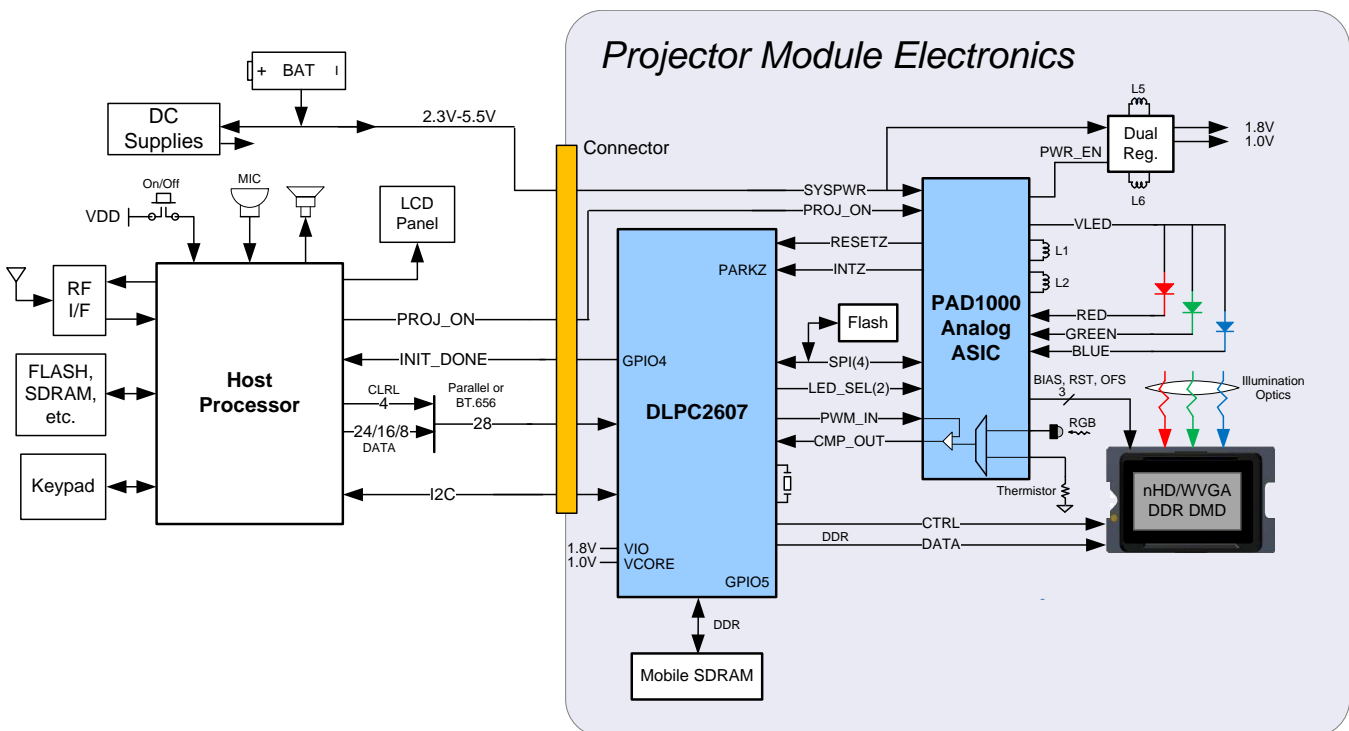 Projector Module Electronics
+ BAT I
DC
Supplies
2.3V-5.5V
Connector
L5
Dual
Reg.
L6
1.8V
1.0V
PWR_EN
On/Off
VDD
MIC
LCD
Panel
SYSPWR
PROJ_ON
VLED
RESETZ
PARKZ
INTZ
L1
L2
RF
I/F
PAD1000
Analog
ASIC
Flash
RED
GREEN
BLUE
PROJ_ON
INIT_DONE
GPIO4
SPI(4)
LED_SEL(2)
FLASH,
SDRAM,
etc.
Host
Processor
CLRL
4
Parallel or
BT.656
28
24/16/8
DATA
DLPC2607
PWM_IN
CMP_OUT
BIAS, RST, OFS
3
Illumination
Optics
RGB
Thermistor
nHD/WVGA
DDR DMD
Keypad
I2C
CTRL
DDR
DATA
1.8V
VIO
1.0V
VCORE
GPIO5
DDR
Mobile SDRAM